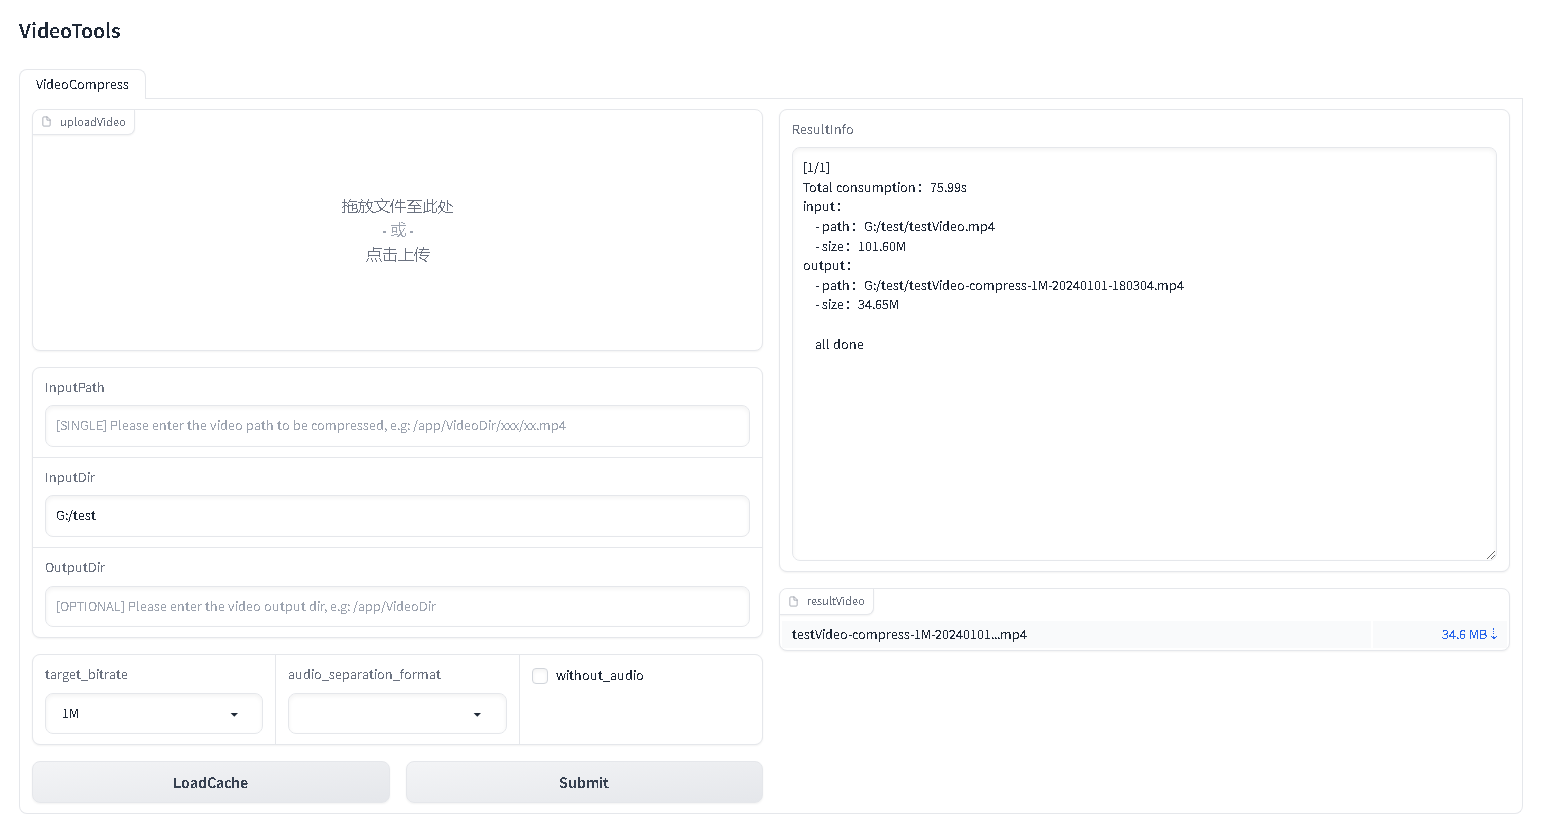 VideoTools
VideoCompress
uploadVideo
拖放文件至此处
- 或 -
点击上传
InputPath
[SINGLE] Please enter the video path to be compressed, e.g: /app/VideoDir/xxx/xx.mp4
InputDir
G:/test
OutputDir
[OPTIONAL] Please enter the video output dir, e.g: /app/VideoDir
target_bitrate
1M
audio_separation_format
without_audio
LoadCache
Submit
ResultInfo
[1/1]
Total consumption：75.99s
input：
- path：G:/test/testVideo.mp4
- size：101.60M
output：
- path：G:/test/testVideo-compress-1M-20240101-180304.mp4
- size：34.65M
all done
resultVideo
testVideo-compress-1M-20240101...mp4
34.6 MB ⇣